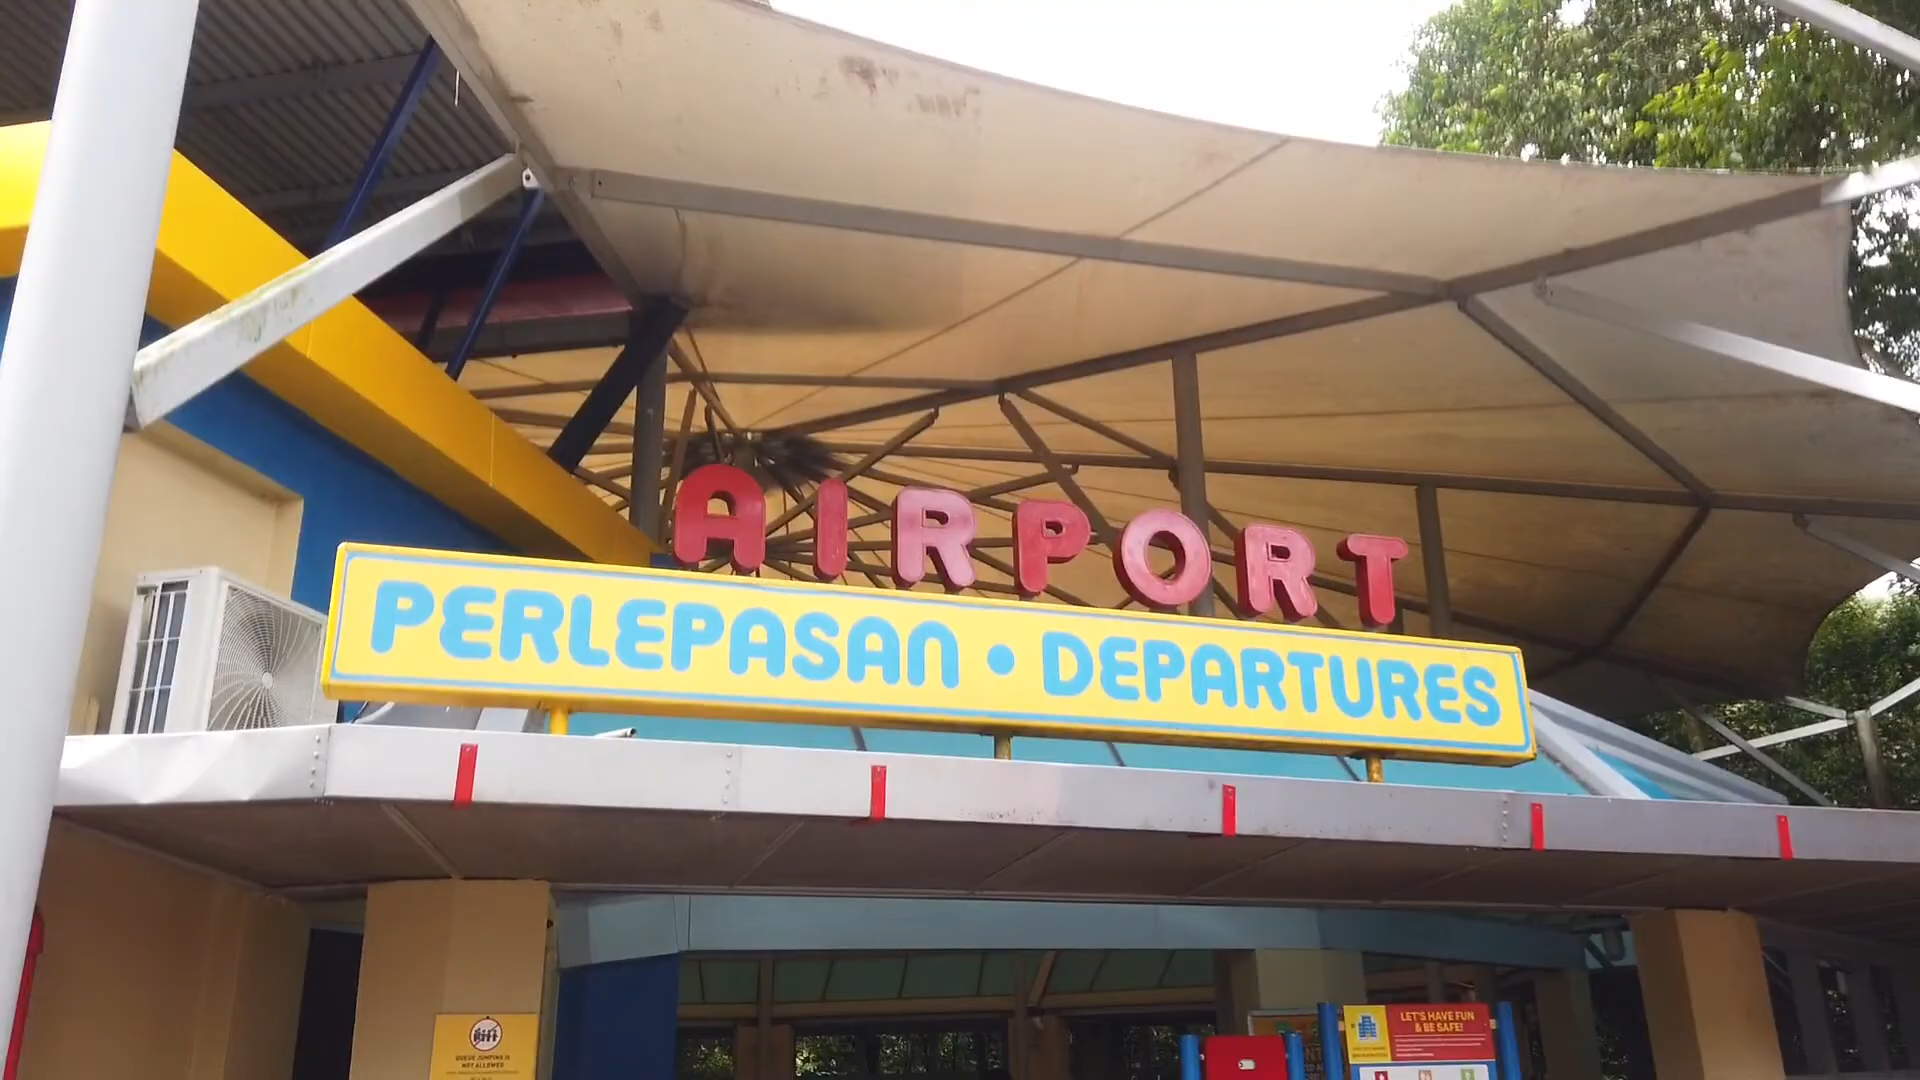 AIRPORT
PERLEPASAN • DEPARTURES
LET'S HAVE FUN
& BE SAFE!
QUEUE JUMPING IS
NOT ALLOWED